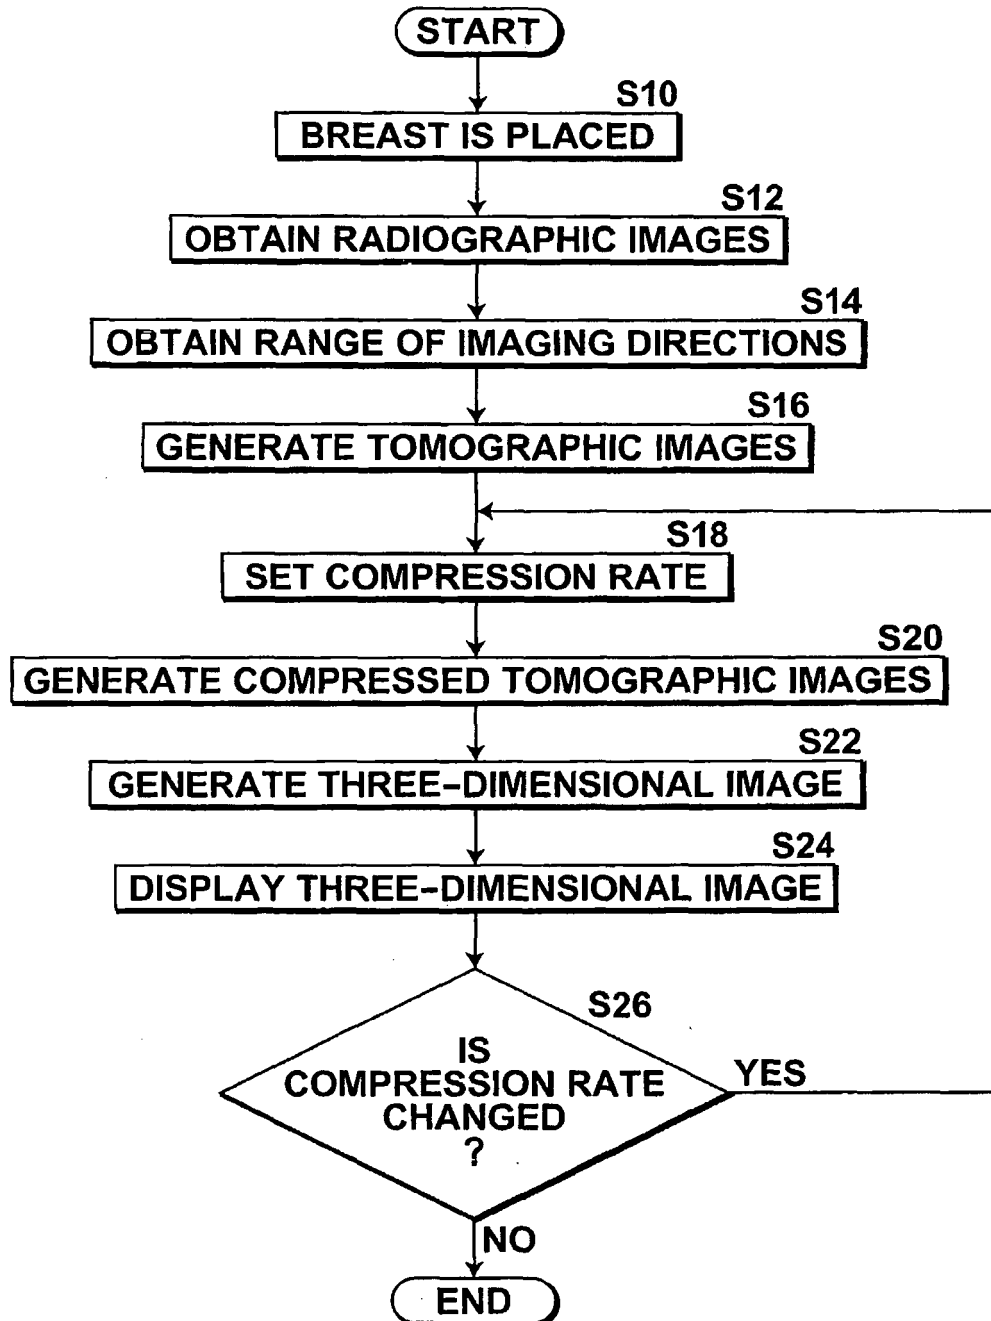 START
S10
BREAST IS PLACED
S12
OBTAIN RADIOGRAPHIC IMAGES
S14
OBTAIN RANGE OF IMAGING DIRECTIONS
S16
GENERATE TOMOGRAPHIC IMAGES
S18
SET COMPRESSION RATE
S20
GENERATE COMPRESSED TOMOGRAPHIC IMAGES
S22
GENERATE THREE-DIMENSIONAL IMAGE
S24
DISPLAY THREE-DIMENSIONAL IMAGE
S26
IS
COMPRESSION RATE
CHANGED
?
YES
NO
END